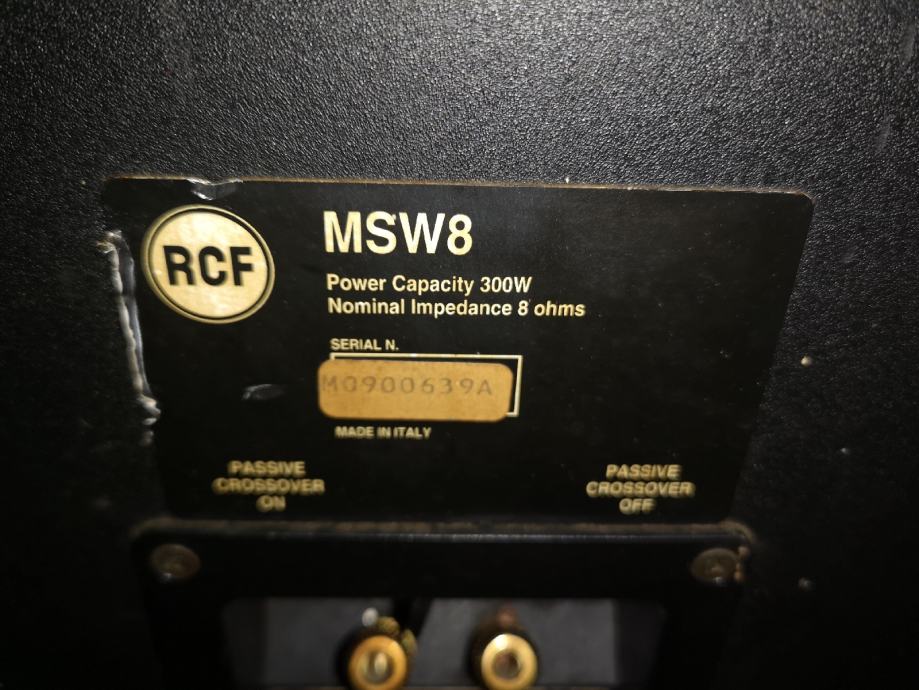 RCF
MSW8
Power Capacity 300W
Nominal Impedance 8 ohms
SERIAL N.
M0900639A
MADE IN ITALY
PASSIVE
CROSSOVER
ON
PASSIVE
CROSSOVER
OFF